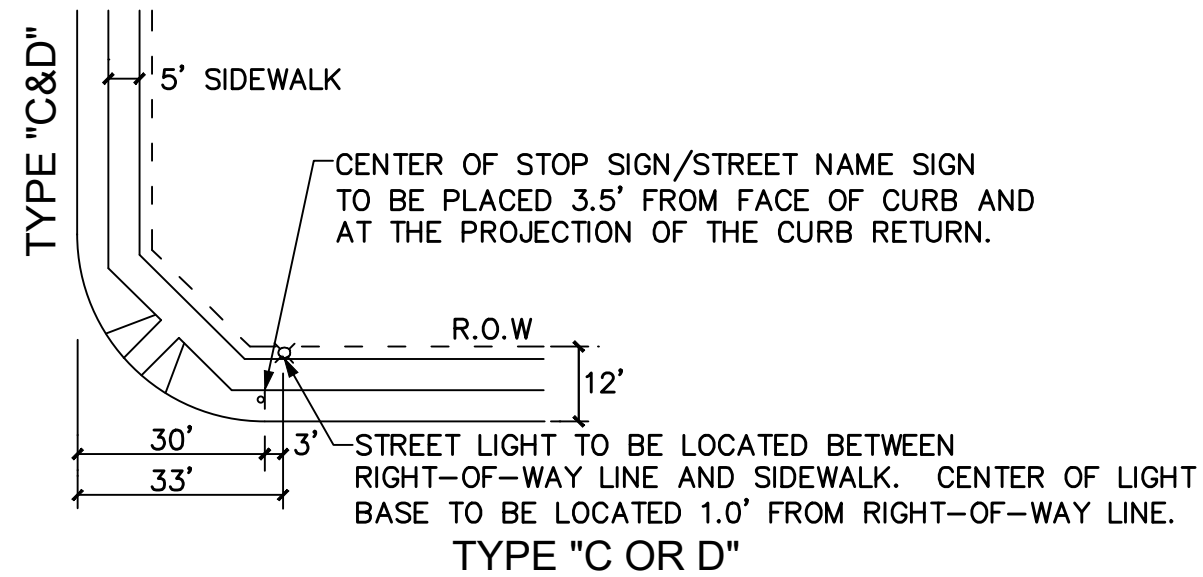 TYPE "C&D"
5' SIDEWALK
CENTER OF STOP SIGN/STREET NAME SIGN
TO BE PLACED 3.5' FROM FACE OF CURB AND
AT THE PROJECTION OF THE CURB RETURN.
R.O.W
12'
30'
3'
33'
STREET LIGHT TO BE LOCATED BETWEEN
RIGHT-OF-WAY LINE AND SIDEWALK. CENTER OF LIGHT
BASE TO BE LOCATED 1.0' FROM RIGHT-OF-WAY LINE.
TYPE "C OR D"